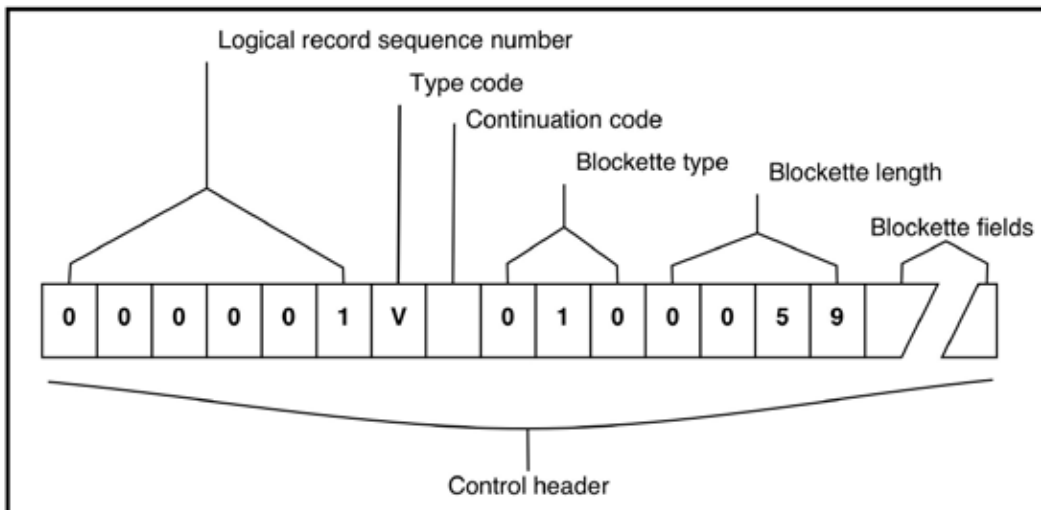 Logical record sequence number
Type code
Continuation code
Blockette type
Blockette length
Blockette fields
0 0 0 0 0 1 V 0 1 0 0 0 5 9
Control header